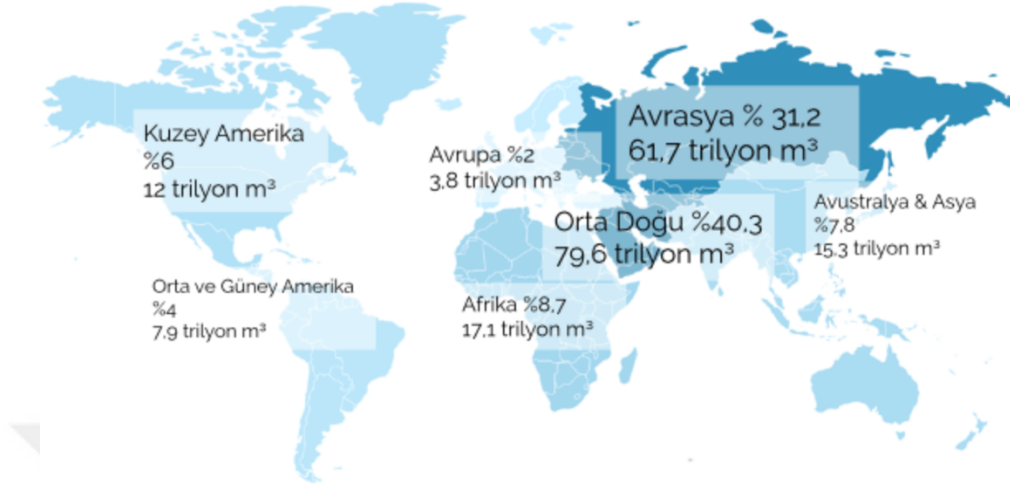 Kuzey Amerika
%6
12 trilyon m³
Avrupa %2
3,8 trilyon m³
Avrasya % 31,2
61,7 trilyon m³
Orta Doğu %40,3
79,6 trilyon m³
Avustralya & Asya
%7,8
15,3 trilyon m³
Orta ve Güney Amerika
%4
7,9 trilyon m³
Afrika %8,7
17,1 trilyon m³